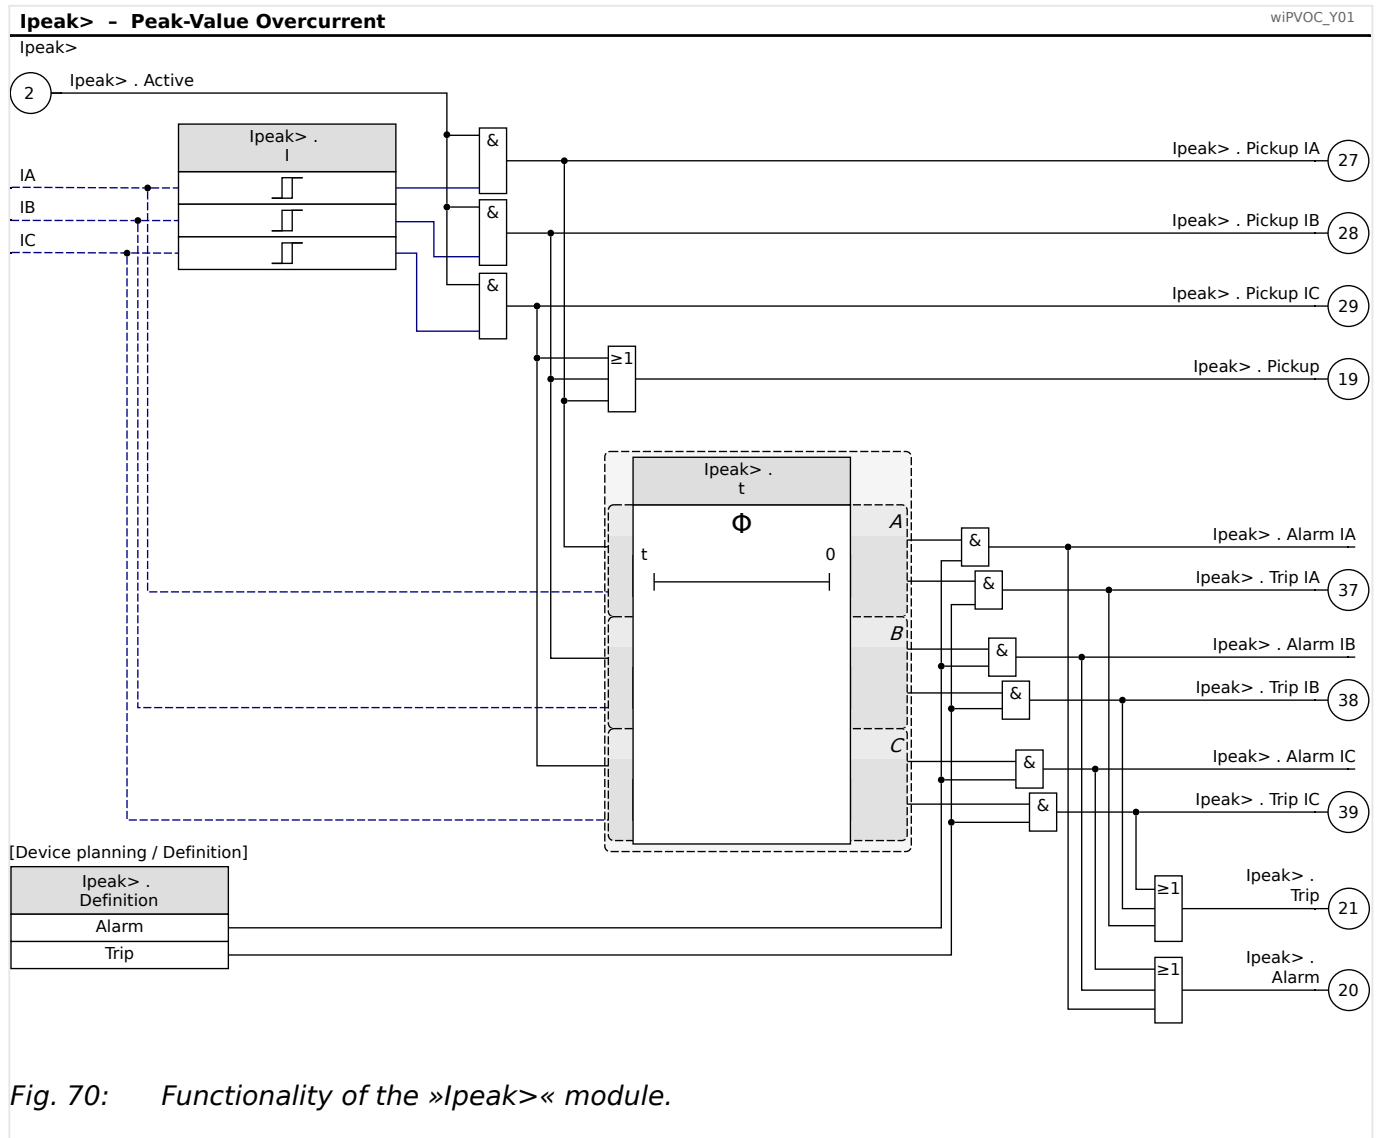 Ipeak> – Peak-Value Overcurrent
wiPVOC_Y01
Ipeak>
2
Ipeak> . Active
Ipeak> .
I
IA
IB
IC
&
&
&
Ipeak> . Pickup IA
27
Ipeak> . Pickup IB
28
Ipeak> . Pickup IC
29
≥1
Ipeak> . Pickup
19
Ipeak> .
t
Φ
t 0
A
B
C
&
&
&
&
&
&
Ipeak> . Alarm IA
Ipeak> . Trip IA
37
Ipeak> . Alarm IB
Ipeak> . Trip IB
38
Ipeak> . Alarm IC
Ipeak> . Trip IC
39
[Device planning / Definition]
Ipeak> .
Definition
Alarm
Trip
≥1
Ipeak> .
Trip
21
≥1
Ipeak> .
Alarm
20
Fig. 70: Functionality of the »Ipeak>« module.